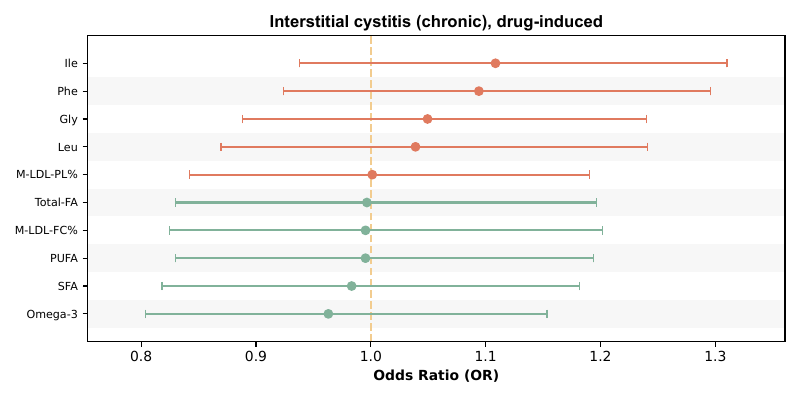 Interstitial cystitis (chronic), drug-induced
Ile
Phe
Gly
Leu
M-LDL-PL%
Total-FA
M-LDL-FC%
PUFA
SFA
Omega-3
0.8 0.9 1.0 1.1 1.2 1.3
Odds Ratio (OR)